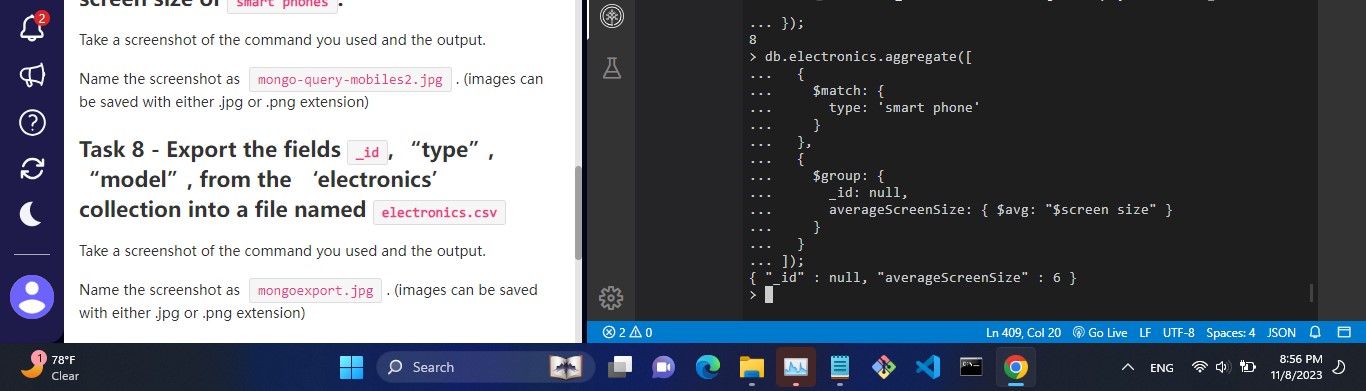 screen size of smart phones .
Take a screenshot of the command you used and the output.
Name the screenshot as mongo-query-mobiles2.jpg . (images can
be saved with either .jpg or .png extension)
Task 8 - Export the fields _id, “type”,
“model”, from the ‘electronics’
collection into a file named electronics.csv
Take a screenshot of the command you used and the output.
Name the screenshot as mongoexport.jpg . (images can be saved
with either .jpg or .png extension)
2
... });
8
> db.electronics.aggregate([
...   {
...     $match: {
...       type: 'smart phone'
...     }
...   },
...   {
...     $group: {
...       _id: null,
...       averageScreenSize: { $avg: "$screen size" }
...     }
...   }
... ]);
{ "_id" : null, "averageScreenSize" : 6 }
>
2 0 Ln 409, Col 20 Go Live LF UTF-8 Spaces: 4 JSON
1 78°F
Clear
Search
ENG
8:56 PM
11/8/2023